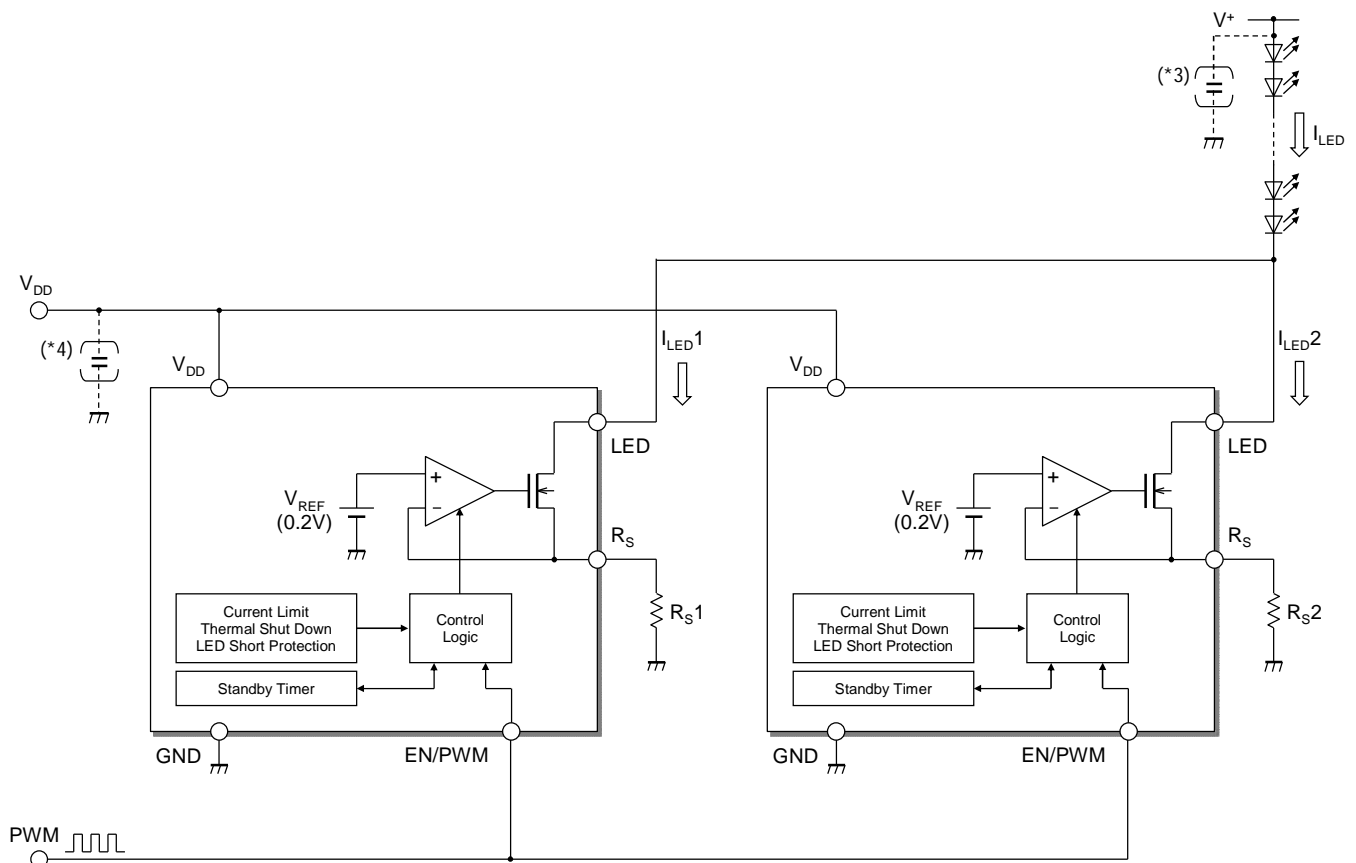 V+
(*3)
ILED
VDD
(*4)
VDD
ILED1
VDD
ILED2
LED
LED
+
−
VREF
(0.2V)
RS
+
−
VREF
(0.2V)
RS
Current Limit
Thermal Shut Down
LED Short Protection
Control
Logic
RS1
Current Limit
Thermal Shut Down
LED Short Protection
Control
Logic
RS2
Standby Timer
Standby Timer
GND
EN/PWM
GND
EN/PWM
PWM